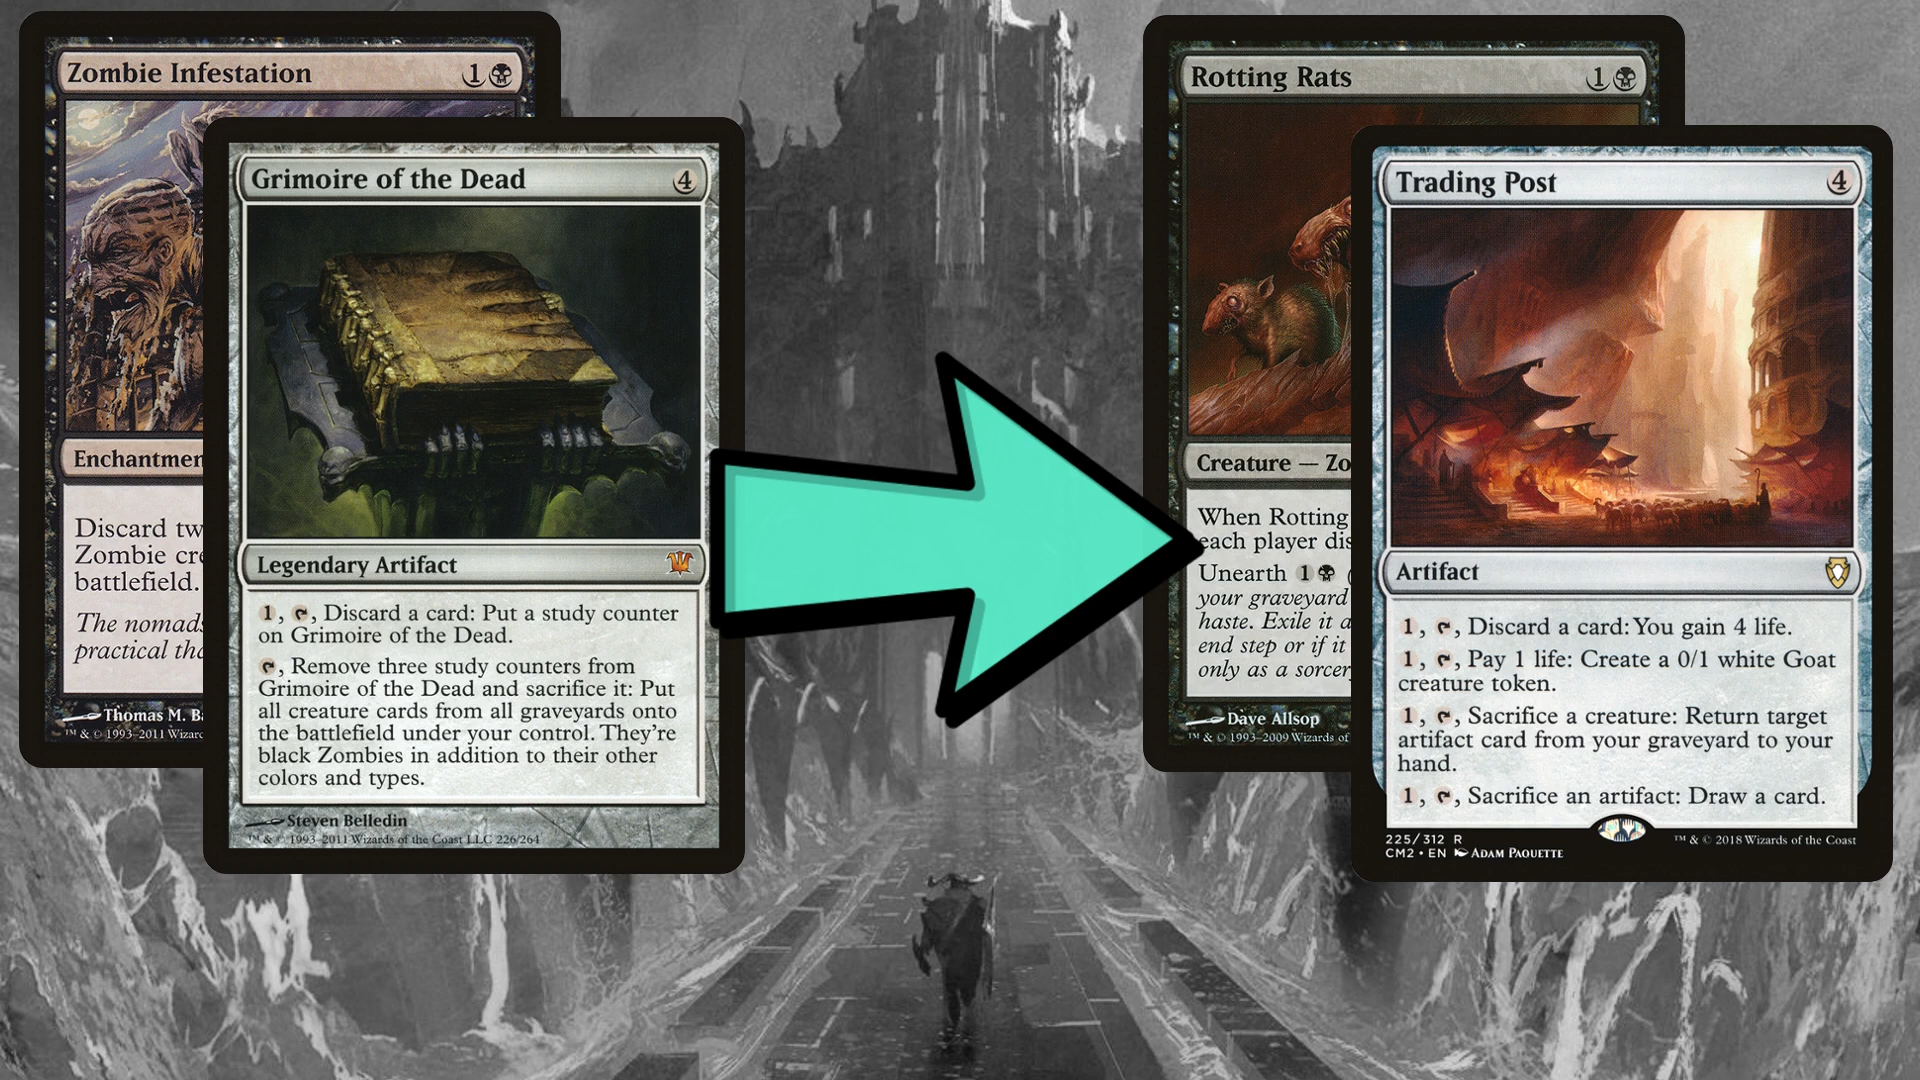 Zombie Infestation 1
Enchantmen
Discard tw
Zombie cre
battlefield.
The nomads
practical tha
Thomas M. Ba
™ & © 1993–2011 Wizard
Grimoire of the Dead 4
Legendary Artifact
1, , Discard a card: Put a study counter
on Grimoire of the Dead.
, Remove three study counters from
Grimoire of the Dead and sacrifice it: Put
all creature cards from all graveyards onto
the battlefield under your control. They're
black Zombies in addition to their other
colors and types.
Steven Belledin
™ & © 1993–2011 Wizards of the Coast LLC 226/264
Rotting Rats 1
Creature — Zo
When Rotting
each player dis
Unearth 1 (
your graveyard
haste. Exile it a
end step or if it
only as a sorcer
Dave Allsop
™ & © 1993–2009 Wizards of
Trading Post 4
Artifact
1, , Discard a card: You gain 4 life.
1, , Pay 1 life: Create a 0/1 white Goat
creature token.
1, , Sacrifice a creature: Return target
artifact card from your graveyard to your
hand.
1, , Sacrifice an artifact: Draw a card.
225/312 R
CM2 • EN Adam Paquette
™ & © 2018 Wizards of the Coast